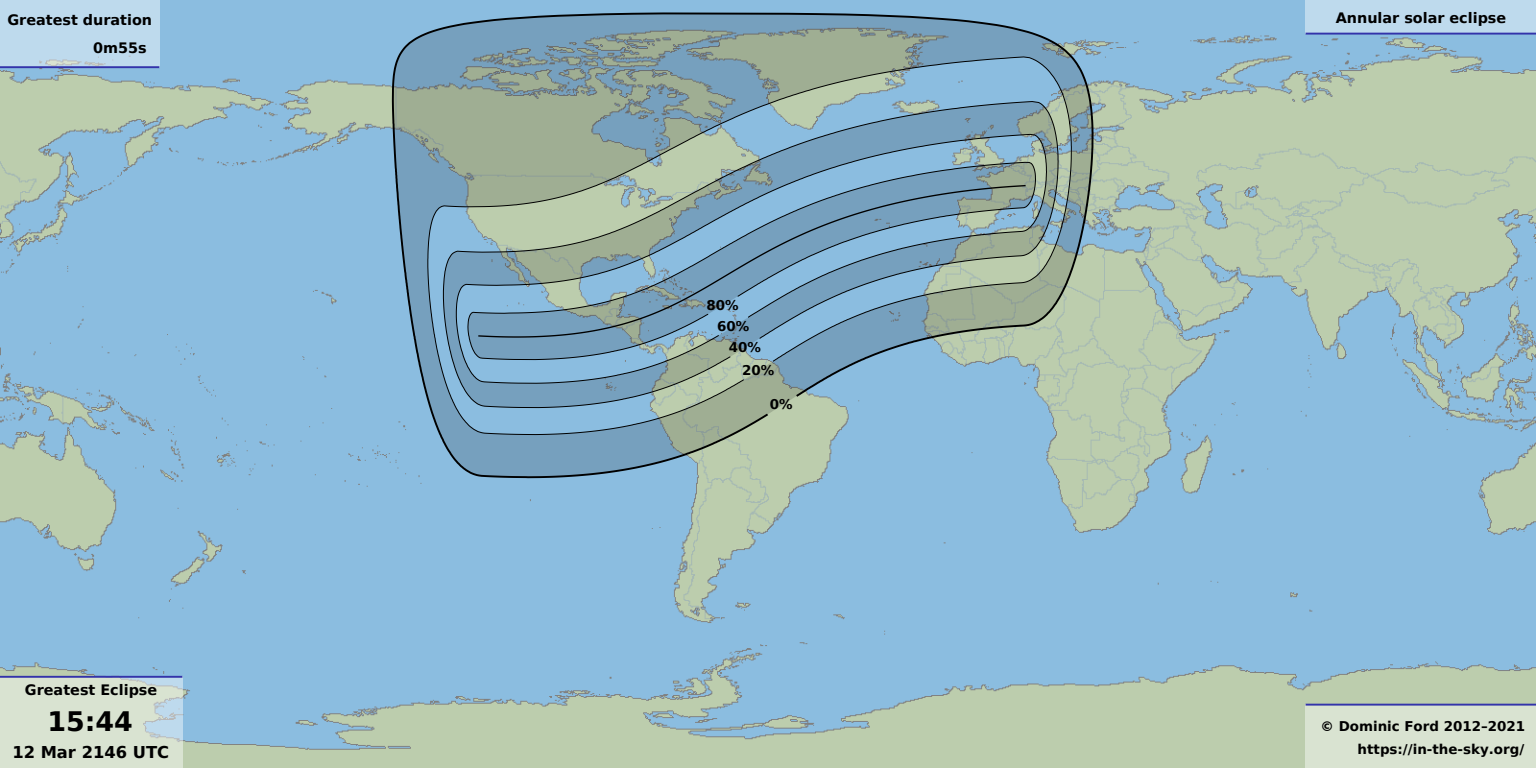 Greatest duration
0m55s
Annular solar eclipse
80%
60%
40%
20%
0%
Greatest Eclipse
15:44
12 Mar 2146 UTC
© Dominic Ford 2012–2021
https://in-the-sky.org/